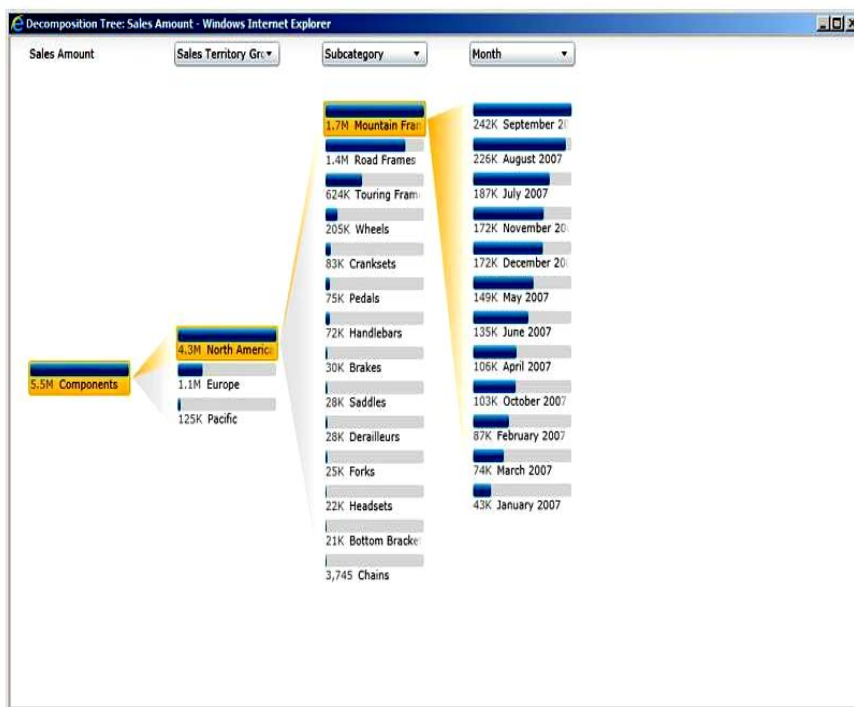 Decomposition Tree: Sales Amount - Windows Internet Explorer
Sales Amount
Sales Territory Gr
Subcategory
Month
5.5M Components
4.3M North America
1.1M Europe
125K Pacific
1.7M Mountain Fran
1.4M Road Frames
624K Touring Fram
205K Wheels
83K Cranksets
75K Pedals
72K Handlebars
30K Brakes
28K Saddles
28K Derailleurs
25K Forks
22K Headsets
21K Bottom Bracke
3,745 Chains
242K September 20
226K August 2007
187K July 2007
172K November 20
172K December 20
149K May 2007
135K June 2007
106K April 2007
103K October 2007
87K February 2007
74K March 2007
43K January 2007